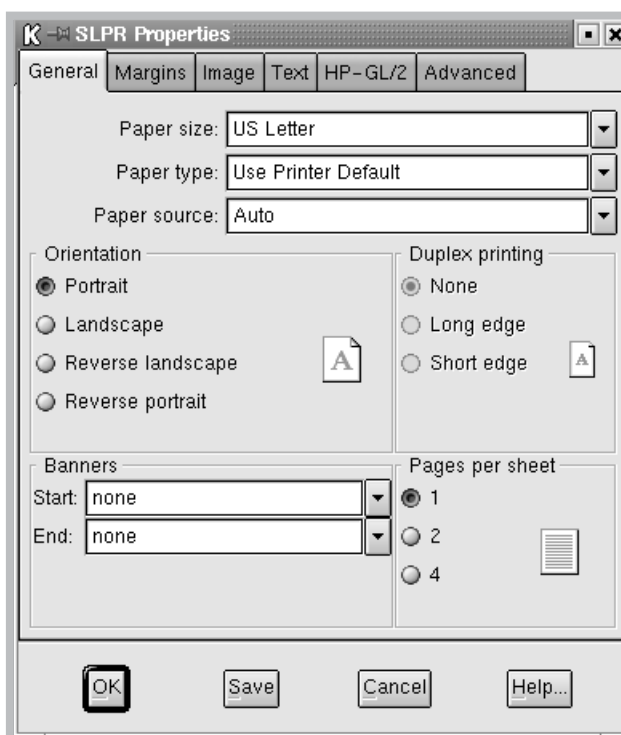 K SLPR Properties
General Margins Image Text HP-GL/2 Advanced
Paper size: US Letter
Paper type: Use Printer Default
Paper source: Auto
Orientation
Portrait
Landscape
Reverse landscape
Reverse portrait
A
Duplex printing
None
Long edge
Short edge
A
Banners
Start: none
End: none
Pages per sheet
1
2
4
OK Save Cancel Help...